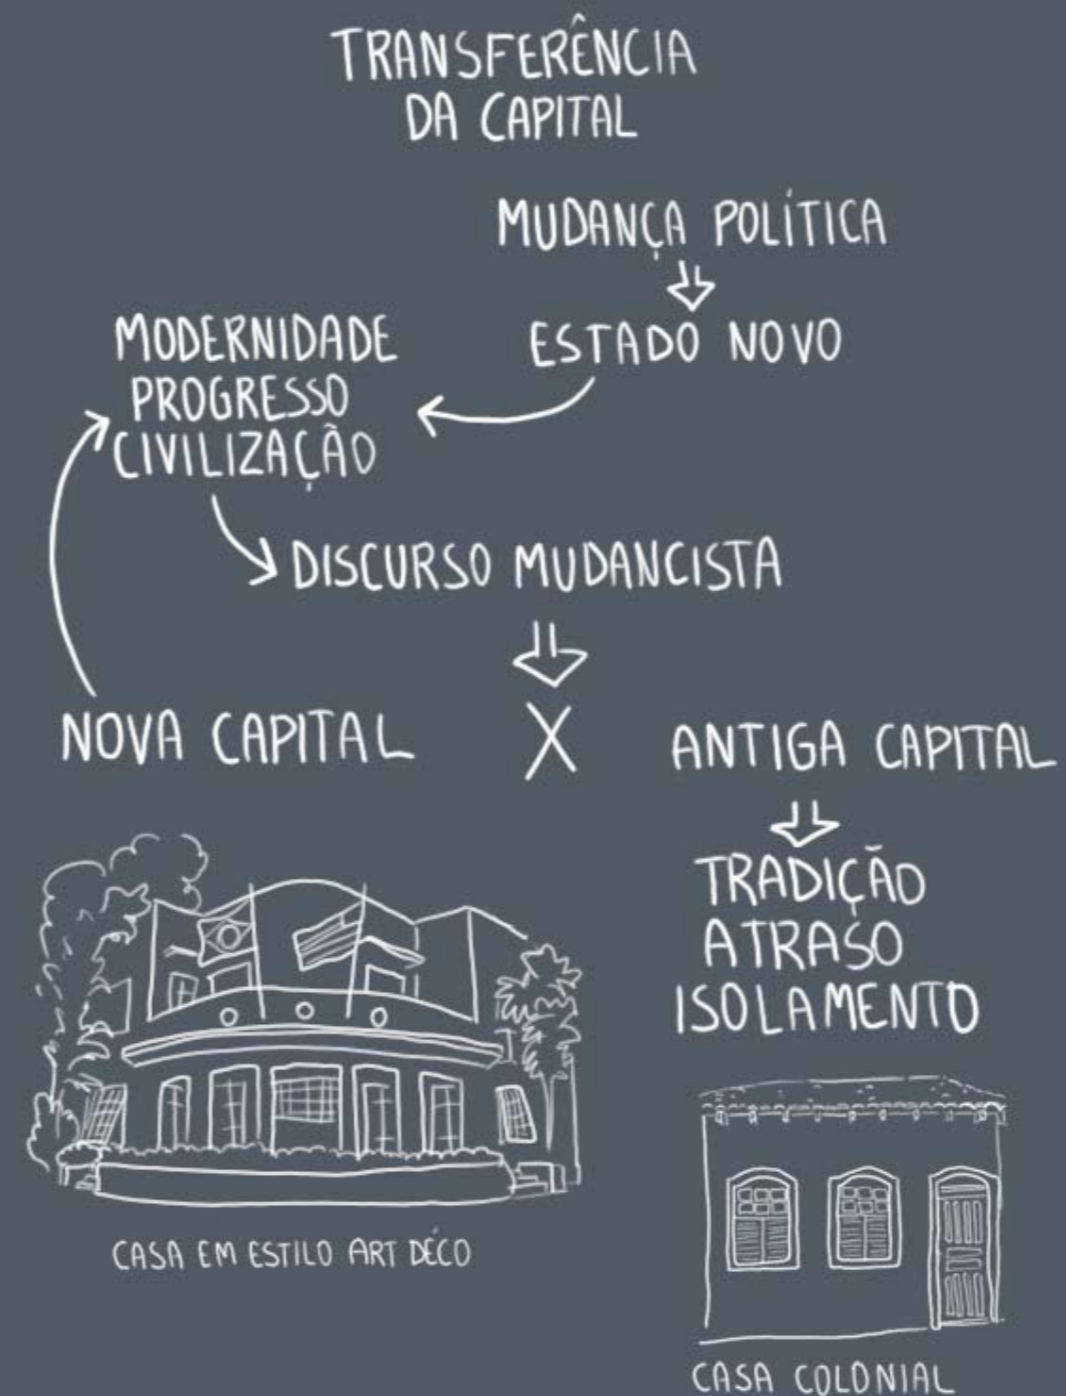 TRANSFERÊNCIA
DA CAPITAL
MUDANÇA POLÍTICA
ESTADO NOVO
MODERNIDADE
PROGRESSO
CIVILIZAÇÃO
DISCURSO MUDANCISTA
NOVA CAPITAL
X
ANTIGA CAPITAL
TRADIÇÃO
ATRASO
ISOLAMENTO
CASA EM ESTILO ART DÉCO
CASA COLONIAL